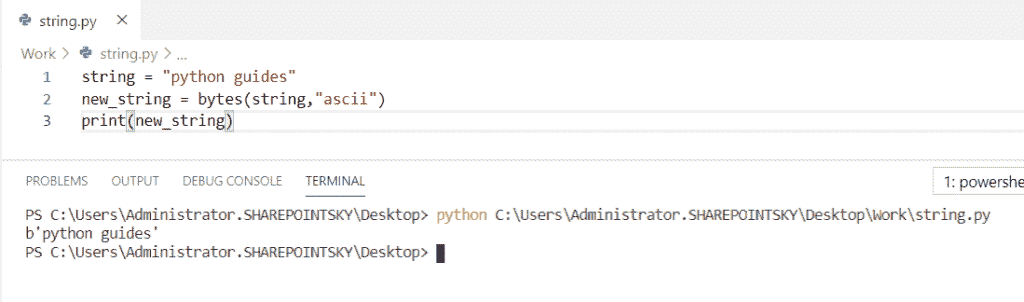 string.py
Work > string.py > ...
1 string = "python guides"
2 new_string = bytes(string,"ascii")
3 print(new_string)
PROBLEMS OUTPUT DEBUG CONSOLE TERMINAL 1: powershe
PS C:\Users\Administrator.SHAREPOINTSKY\Desktop> python C:\Users\Administrator.SHAREPOINTSKY\Desktop\Work\string.py
b'python guides'
PS C:\Users\Administrator.SHAREPOINTSKY\Desktop>